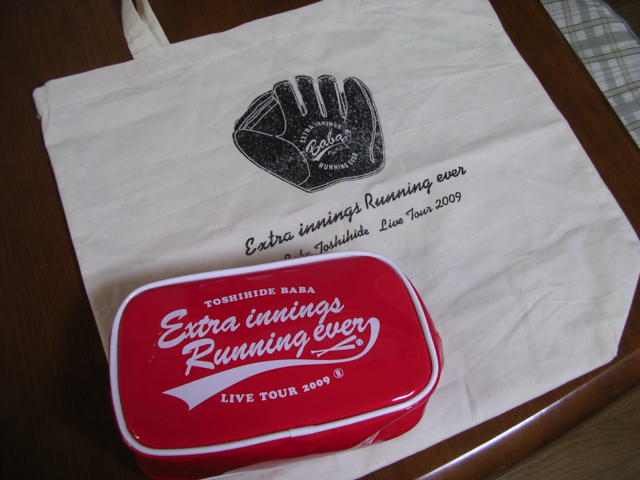 EXTRA INNINGS
Baba
RUNNING EVER
Extra innings Running ever
Baba Toshihide Live Tour 2009
TOSHIHIDE BABA
Extra innings
Running ever
®
LIVE TOUR 2009 ®